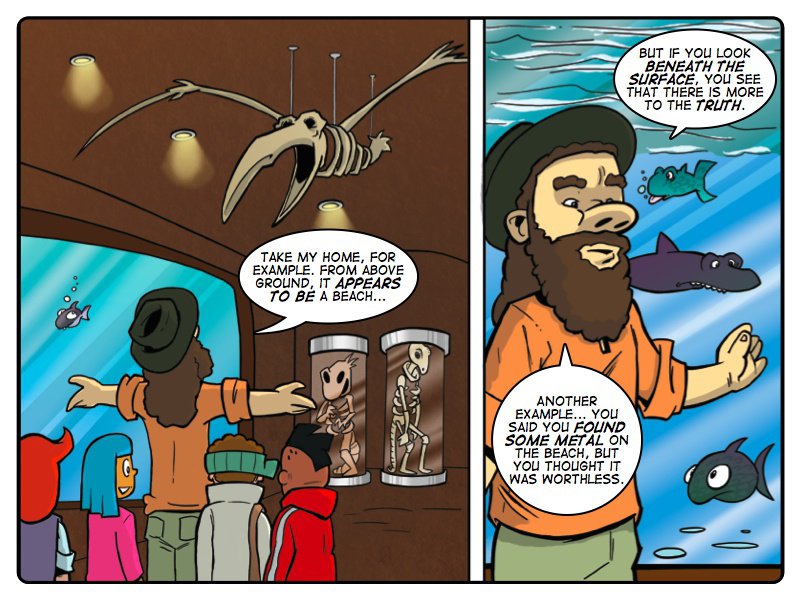 TAKE MY HOME, FOR
EXAMPLE. FROM ABOVE
GROUND, IT APPEARS
TO BE A BEACH...
BUT IF YOU LOOK
BENEATH THE
SURFACE, YOU SEE
THAT THERE IS MORE
TO THE TRUTH.
ANOTHER
EXAMPLE... YOU
SAID YOU FOUND
SOME METAL ON
THE BEACH, BUT
YOU THOUGHT IT
WAS WORTHLESS.